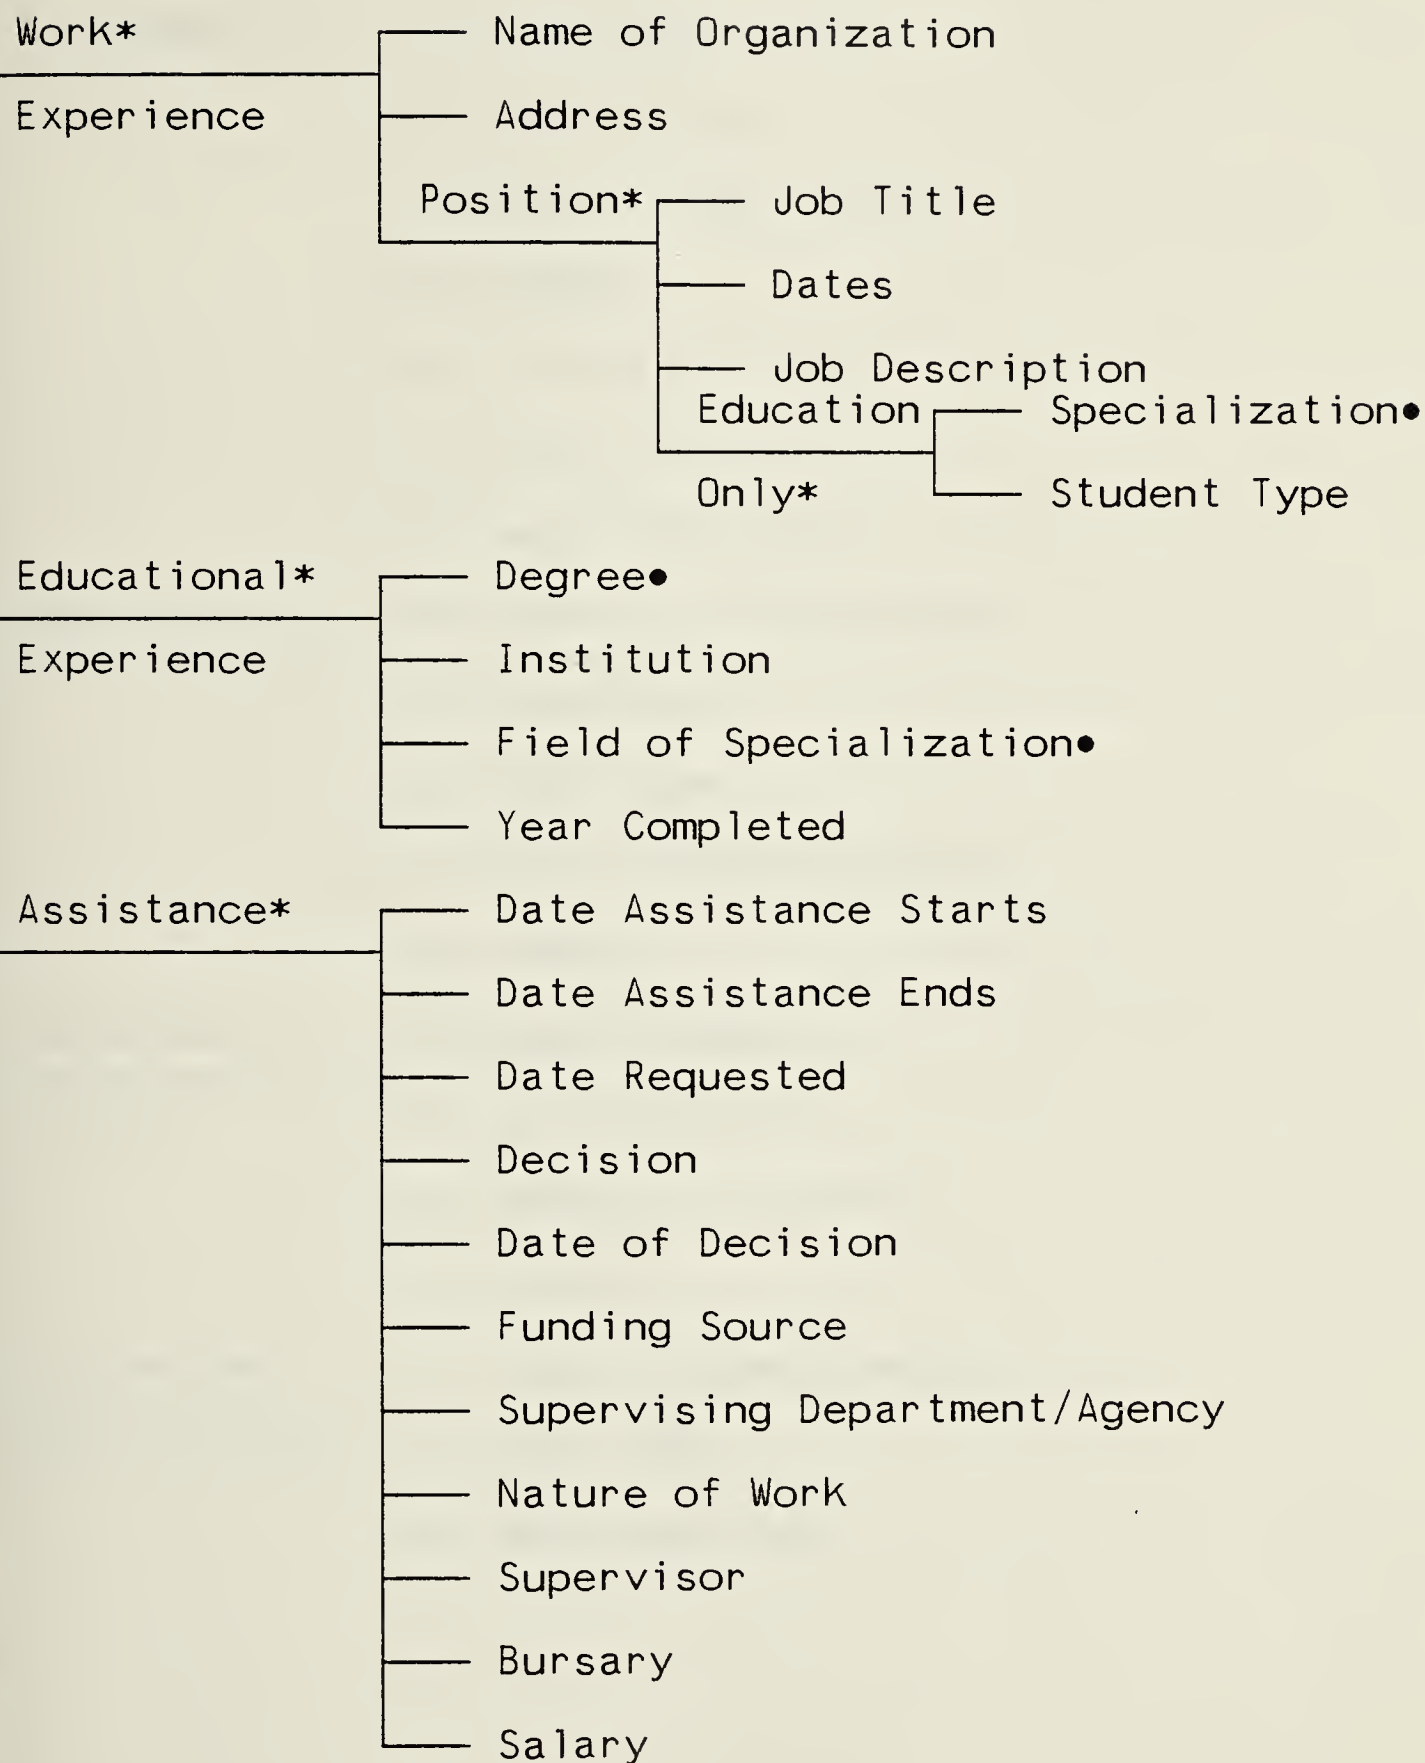 Work* Name of Organization
Experience Address
Position* Job Title
Dates
Job Description
Education Specialization•
Only* Student Type
Educational* Degree•
Experience Institution
Field of Specialization•
Year Completed
Assistance* Date Assistance Starts
Date Assistance Ends
Date Requested
Decision
Date of Decision
Funding Source
Supervising Department/Agency
Nature of Work
Supervisor
Bursary
Salary